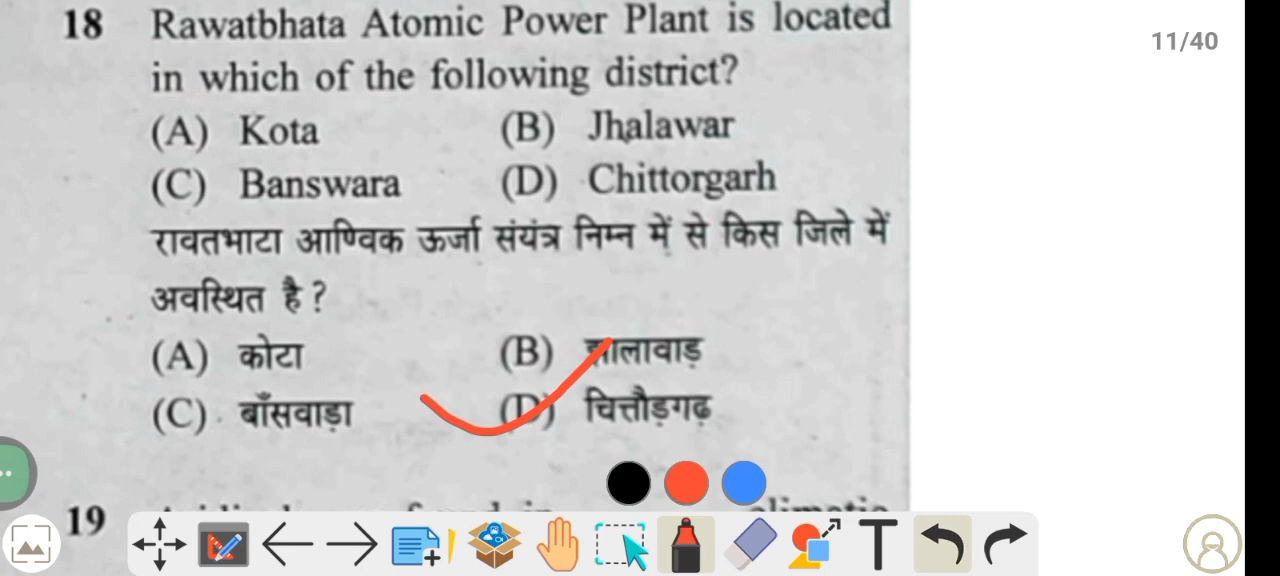 18 Rawatbhata Atomic Power Plant is located
11/40
in which of the following district?
(A) Kota (B) Jhalawar
(C) Banswara (D) Chittorgarh
रावतभाटा आण्विक ऊर्जा संयंत्र निम्न में से किस जिले में
अवस्थित है ?
(A) कोटा (B) झालावाड़
(C) बाँसवाड़ा (D) चित्तौड़गढ़
19
T